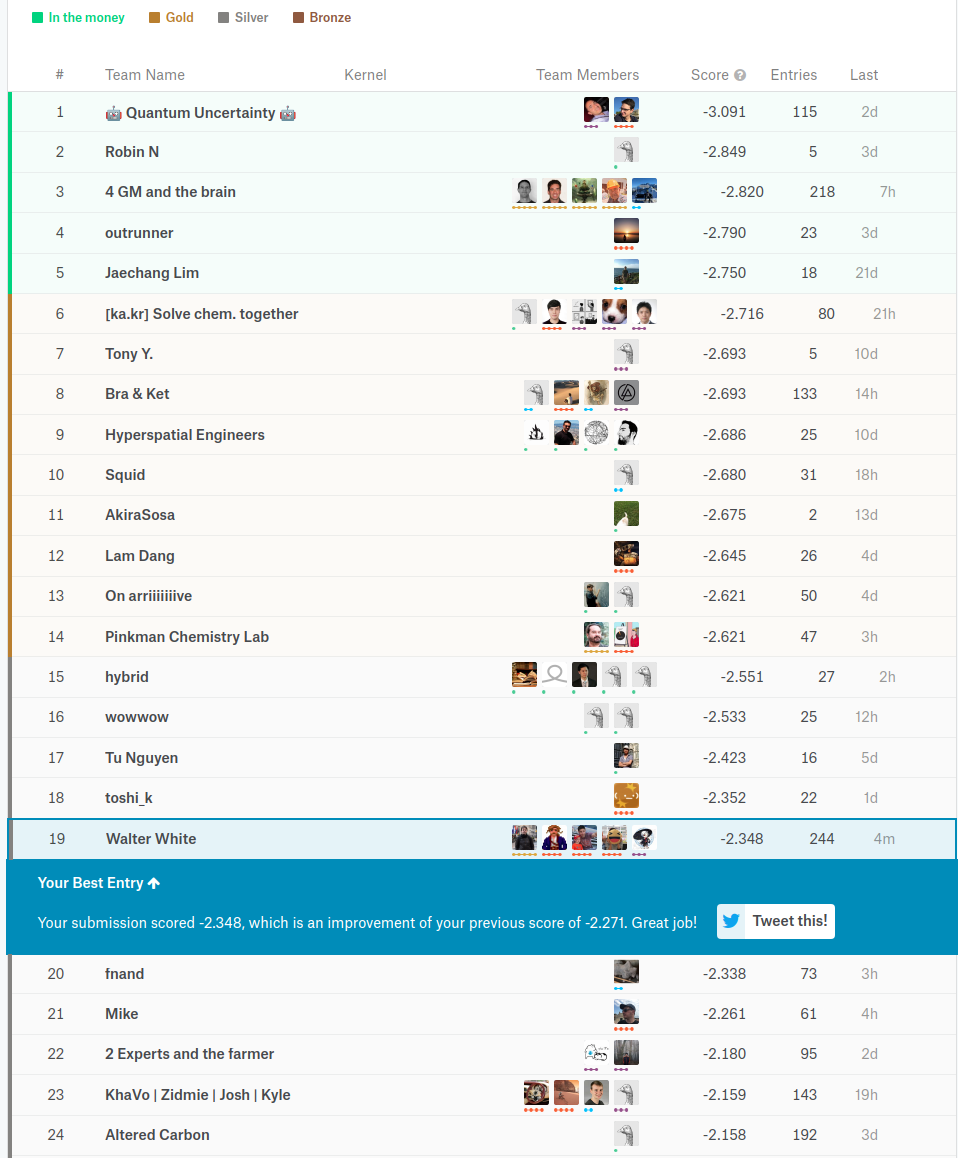 In the money Gold Silver Bronze
# Team Name Kernel Team Members Score ? Entries Last
1 🤖 Quantum Uncertainty 🤖 -3.091 115 2d
2 Robin N -2.849 5 3d
3 4 GM and the brain -2.820 218 7h
4 outrunner -2.790 23 3d
5 Jaechang Lim -2.750 18 21d
6 [ka.kr] Solve chem. together -2.716 80 21h
7 Tony Y. -2.693 5 10d
8 Bra & Ket -2.693 133 14h
9 Hyperspatial Engineers -2.686 25 10d
10 Squid -2.680 31 18h
11 AkiraSosa -2.675 2 13d
12 Lam Dang -2.645 26 4d
13 On arriiiiiiive -2.621 50 4d
14 Pinkman Chemistry Lab -2.621 47 3h
15 hybrid -2.551 27 2h
16 wowwow -2.533 25 12h
17 Tu Nguyen -2.423 16 5d
18 toshi_k -2.352 22 1d
19 Walter White -2.348 244 4m
Your Best Entry ↑
Your submission scored -2.348, which is an improvement of your previous score of -2.271. Great job! Tweet this!
20 fnand -2.338 73 3h
21 Mike -2.261 61 4h
22 2 Experts and the farmer -2.180 95 2d
23 KhaVo | Zidmie | Josh | Kyle -2.159 143 19h
24 Altered Carbon -2.158 192 3d